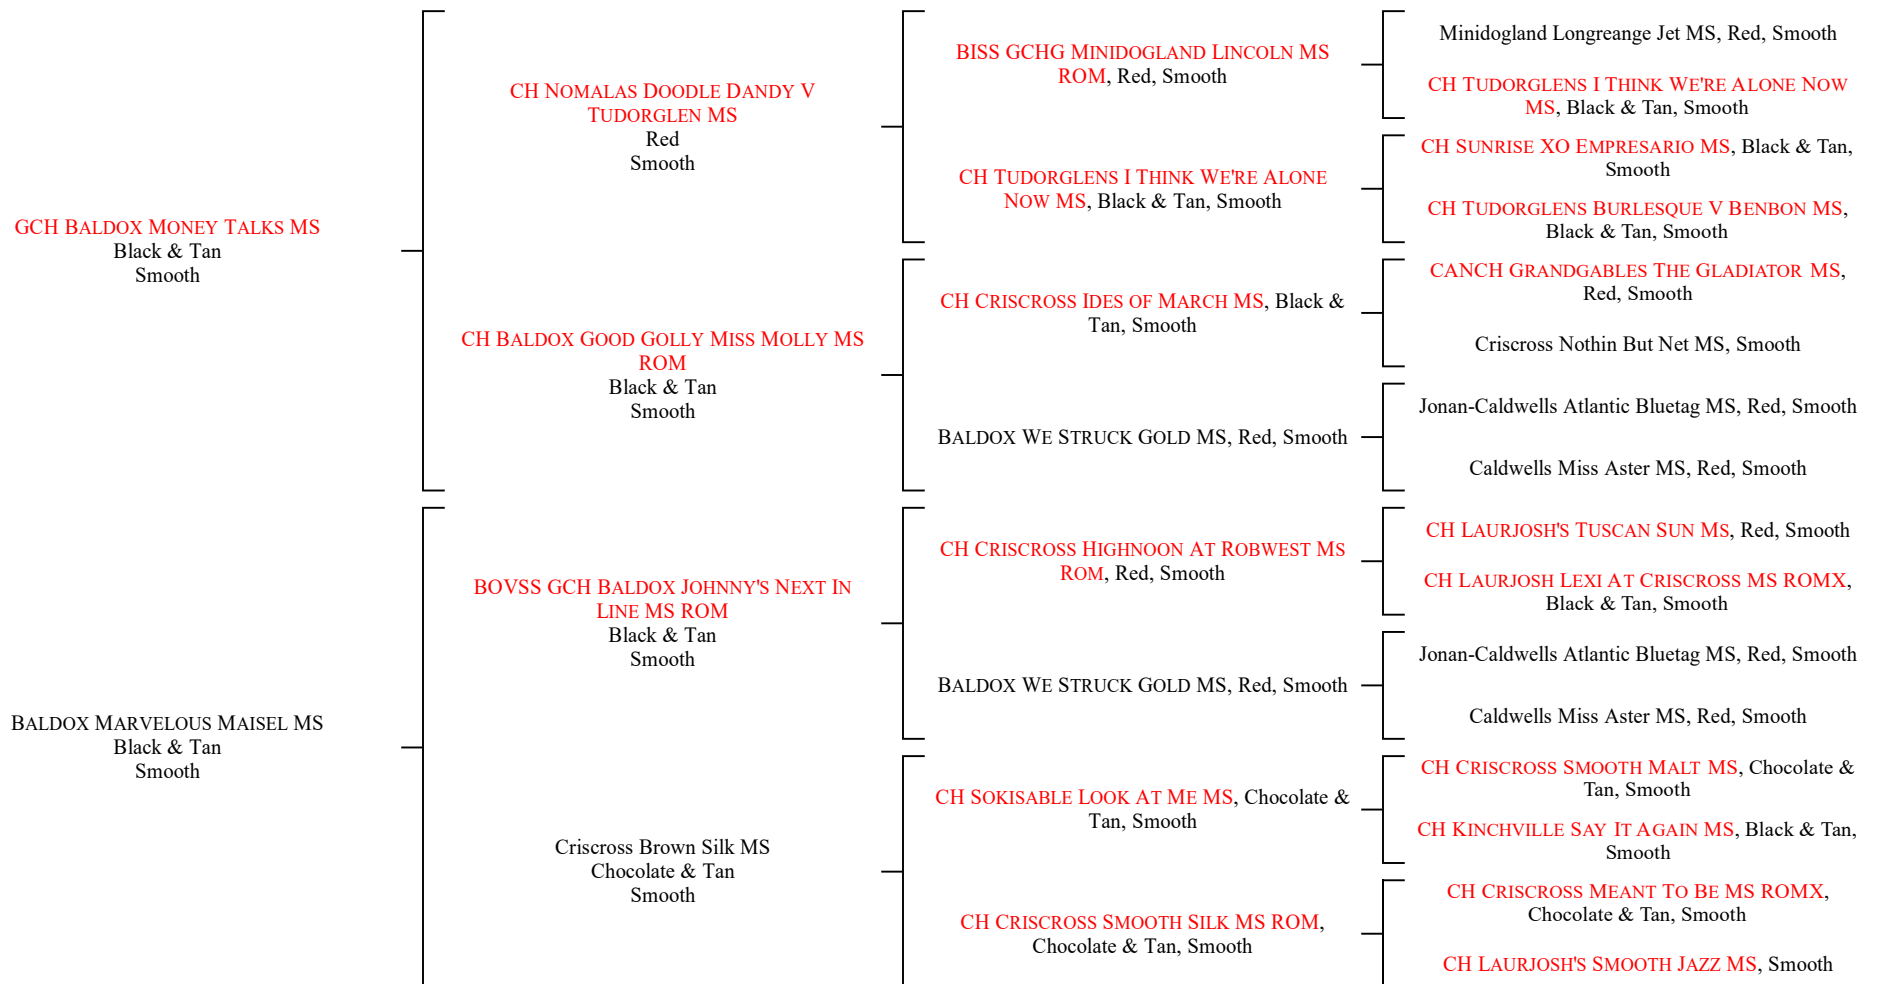 GCH BALDOX MONEY TALKS MS
Black & Tan
Smooth
BALDOX MARVELOUS MAISEL MS
Black & Tan
Smooth
CH NOMALAS DOODLE DANDY V
TUDORGLEN MS
Red
Smooth
CH BALDOX GOOD GOLLY MISS MOLLY MS
ROM
Black & Tan
Smooth
BOVSS GCH BALDOX JOHNNY'S NEXT IN
LINE MS ROM
Black & Tan
Smooth
Criscross Brown Silk MS
Chocolate & Tan
Smooth
BISS GCHG MINIDOGLAND LINCOLN MS
ROM, Red, Smooth
CH TUDORGLENS I THINK WE'RE ALONE
NOW MS, Black & Tan, Smooth
CH CRISCROSS IDES OF MARCH MS, Black &
Tan, Smooth
BALDOX WE STRUCK GOLD MS, Red, Smooth
CH CRISCROSS HIGHNOON AT ROBWEST MS
ROM, Red, Smooth
BALDOX WE STRUCK GOLD MS, Red, Smooth
CH SOKISABLE LOOK AT ME MS, Chocolate &
Tan, Smooth
CH CRISCROSS SMOOTH SILK MS ROM,
Chocolate & Tan, Smooth
Minidogland Longreange Jet MS, Red, Smooth
CH TUDORGLENS I THINK WE'RE ALONE NOW
MS, Black & Tan, Smooth
CH SUNRISE XO EMPRESARIO MS, Black & Tan,
Smooth
CH TUDORGLENS BURLESQUE V BENBON MS,
Black & Tan, Smooth
CANCH GRANDGABLES THE GLADIATOR MS,
Red, Smooth
Criscross Nothin But Net MS, Smooth
Jonan-Caldwells Atlantic Bluetag MS, Red, Smooth
Caldwells Miss Aster MS, Red, Smooth
CH LAURJOSH'S TUSCAN SUN MS, Red, Smooth
CH LAURJOSH LEXI AT CRISCROSS MS ROMX,
Black & Tan, Smooth
Jonan-Caldwells Atlantic Bluetag MS, Red, Smooth
Caldwells Miss Aster MS, Red, Smooth
CH CRISCROSS SMOOTH MALT MS, Chocolate &
Tan, Smooth
CH KINCHVILLE SAY IT AGAIN MS, Black & Tan,
Smooth
CH CRISCROSS MEANT TO BE MS ROMX,
Chocolate & Tan, Smooth
CH LAURJOSH'S SMOOTH JAZZ MS, Smooth